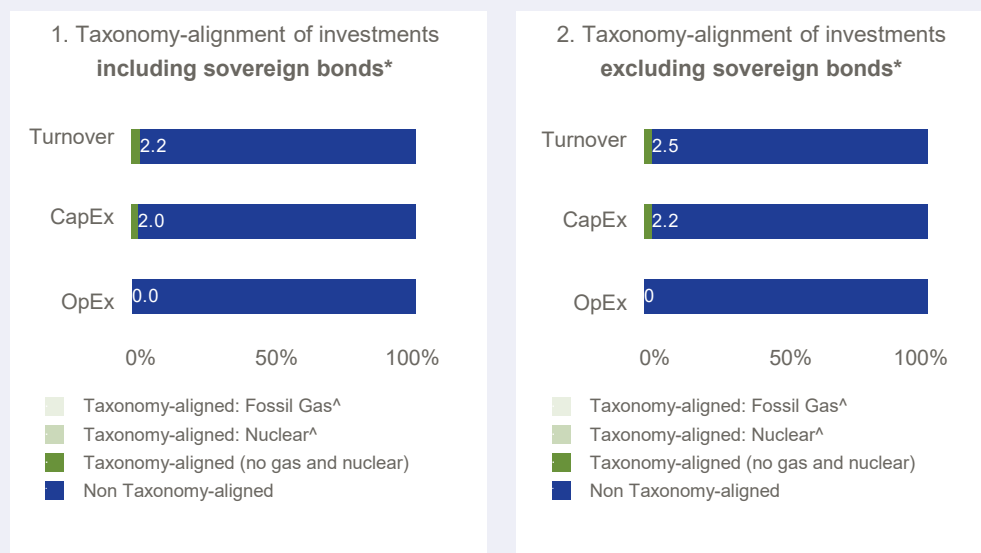 1. Taxonomy-alignment of investments
including sovereign bonds*
Turnover
2.2
CapEx
2.0
OpEx
0.0
0% 50% 100%
Taxonomy-aligned: Fossil Gas^
Taxonomy-aligned: Nuclear^
Taxonomy-aligned (no gas and nuclear)
Non Taxonomy-aligned
2. Taxonomy-alignment of investments
excluding sovereign bonds*
Turnover
2.5
CapEx
2.2
OpEx
0
0% 50% 100%
Taxonomy-aligned: Fossil Gas^
Taxonomy-aligned: Nuclear^
Taxonomy-aligned (no gas and nuclear)
Non Taxonomy-aligned